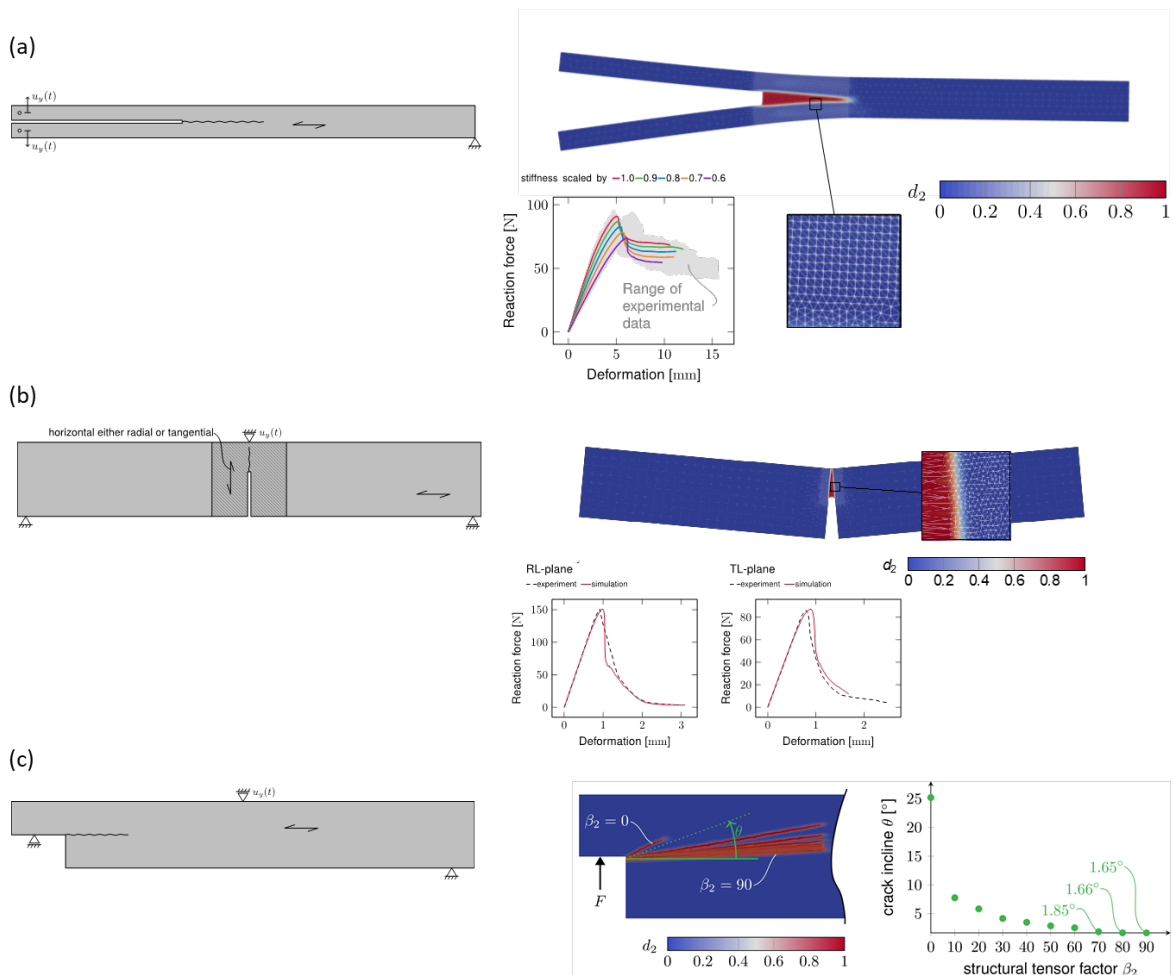 (a)
u_y(t)
u_y(t)
stiffness scaled by 1.0 0.9 0.8 0.7 0.6
d_2
0 0.2 0.4 0.6 0.8 1
Reaction force [N]
100
50
0
Range of
experimental
data
0 5 10 15
Deformation [mm]
(b)
horizontal either radial or tangential
u_y(t)
d_2
0 0.2 0.4 0.6 0.8 1
RL-plane
experiment simulation
Reaction force [N]
150
100
50
0
0 1 2 3
Deformation [mm]
TL-plane
experiment simulation
Reaction force [N]
80
60
40
20
0
0 1 2
Deformation [mm]
(c)
u_y(t)
β_2 = 0
θ
β_2 = 90
F
d_2
0 0.2 0.4 0.6 0.8 1
crack incline θ [°]
25
20
15
10
5
1.65°
1.66°
1.85°
0 10 20 30 40 50 60 70 80 90
structural tensor factor β_2